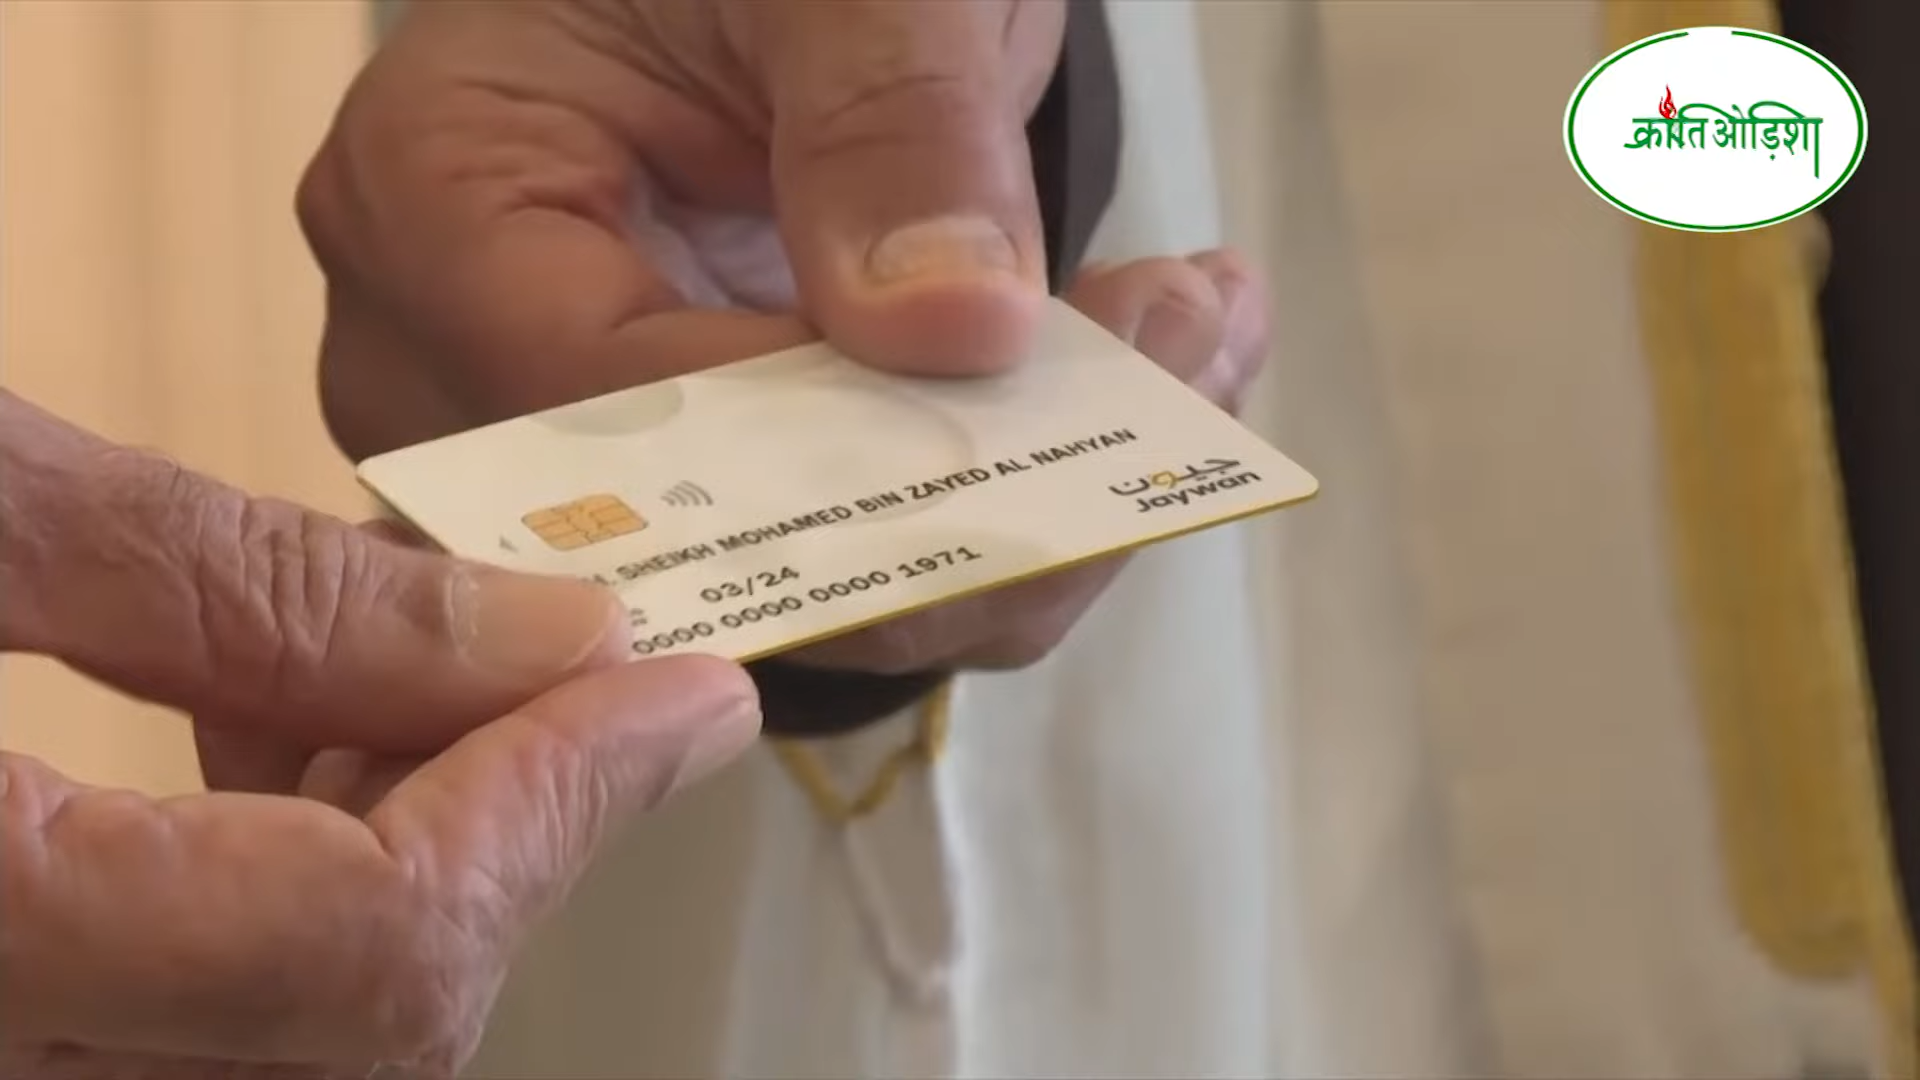 क्रांति ओड़िशा
SHEIKH MOHAMED BIN ZAYED AL NAHYAN
جيون
Jaywan
03/24
0000 0000 0000 1971